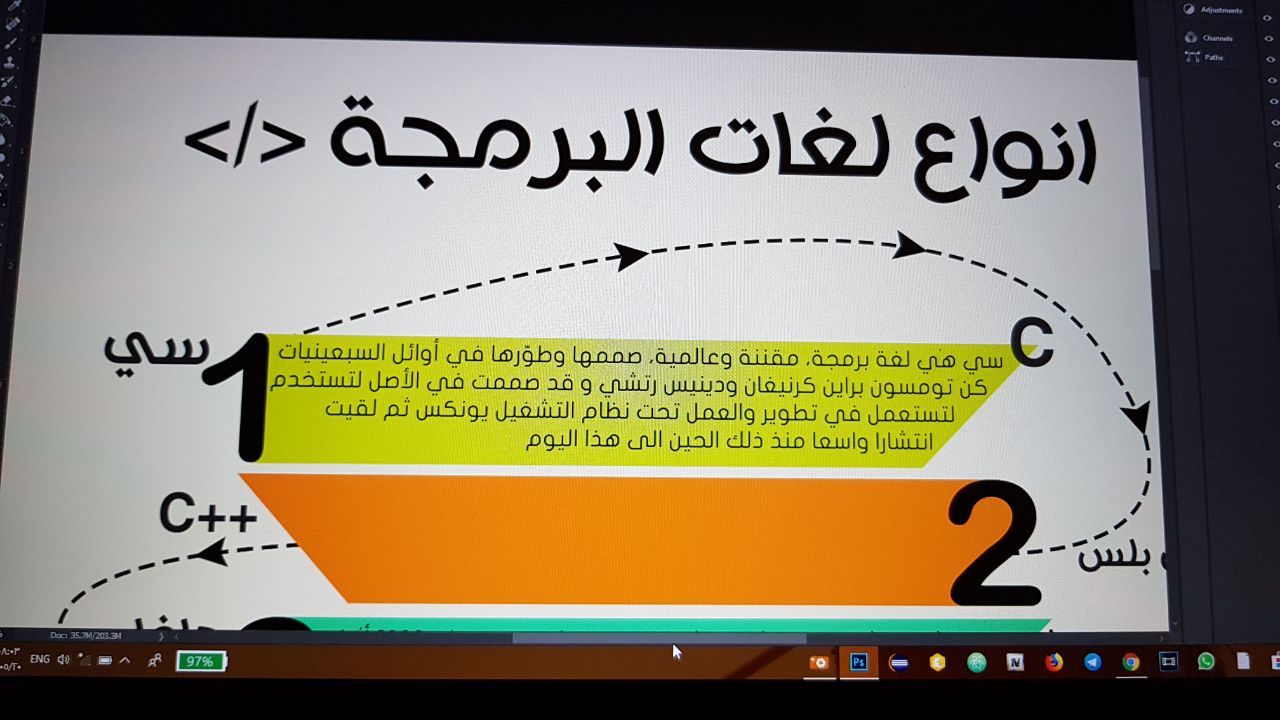 Adjustments
Channels
Paths
انواع لغات البرمجة </>
سي
1
C
سي هي لغة برمجة، مقننة وعالمية، صممها وطوّرها في أوائل السبعينيات
كن تومسون براين كرنيغان ودينيس رتشي و قد صممت في الأصل لتستخدم
لتستعمل في تطوير والعمل تحت نظام التشغيل يونكس ثم لقيت
انتشارا واسعا منذ ذلك الحين الى هذا اليوم
C++
2
بلس
Doc: 35.7M/203.3M
ENG
97%
Ps